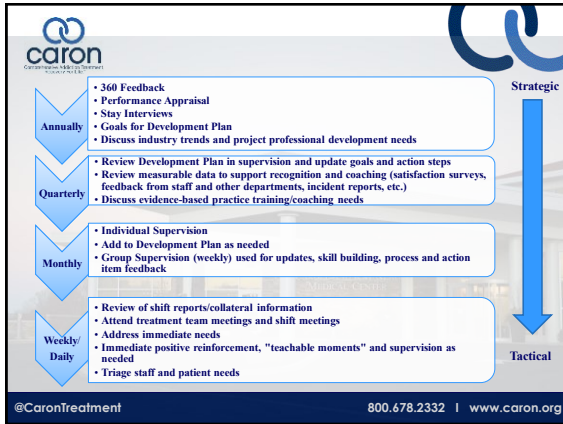 caron
Comprehensive Addiction Treatment
Recovery For Life
Strategic
Annually
• 360 Feedback
• Performance Appraisal
• Stay Interviews
• Goals for Development Plan
• Discuss industry trends and project professional development needs
Quarterly
• Review Development Plan in supervision and update goals and action steps
• Review measurable data to support recognition and coaching (satisfaction surveys,
feedback from staff and other departments, incident reports, etc.)
• Discuss evidence-based practice training/coaching needs
Monthly
• Individual Supervision
• Add to Development Plan as needed
• Group Supervision (weekly) used for updates, skill building, process and action
item feedback
Weekly/
Daily
• Review of shift reports/collateral information
• Attend treatment team meetings and shift meetings
• Address immediate needs
• Immediate positive reinforcement, "teachable moments" and supervision as
needed
• Triage staff and patient needs
Tactical
@CaronTreatment
800.678.2332 | www.caron.org